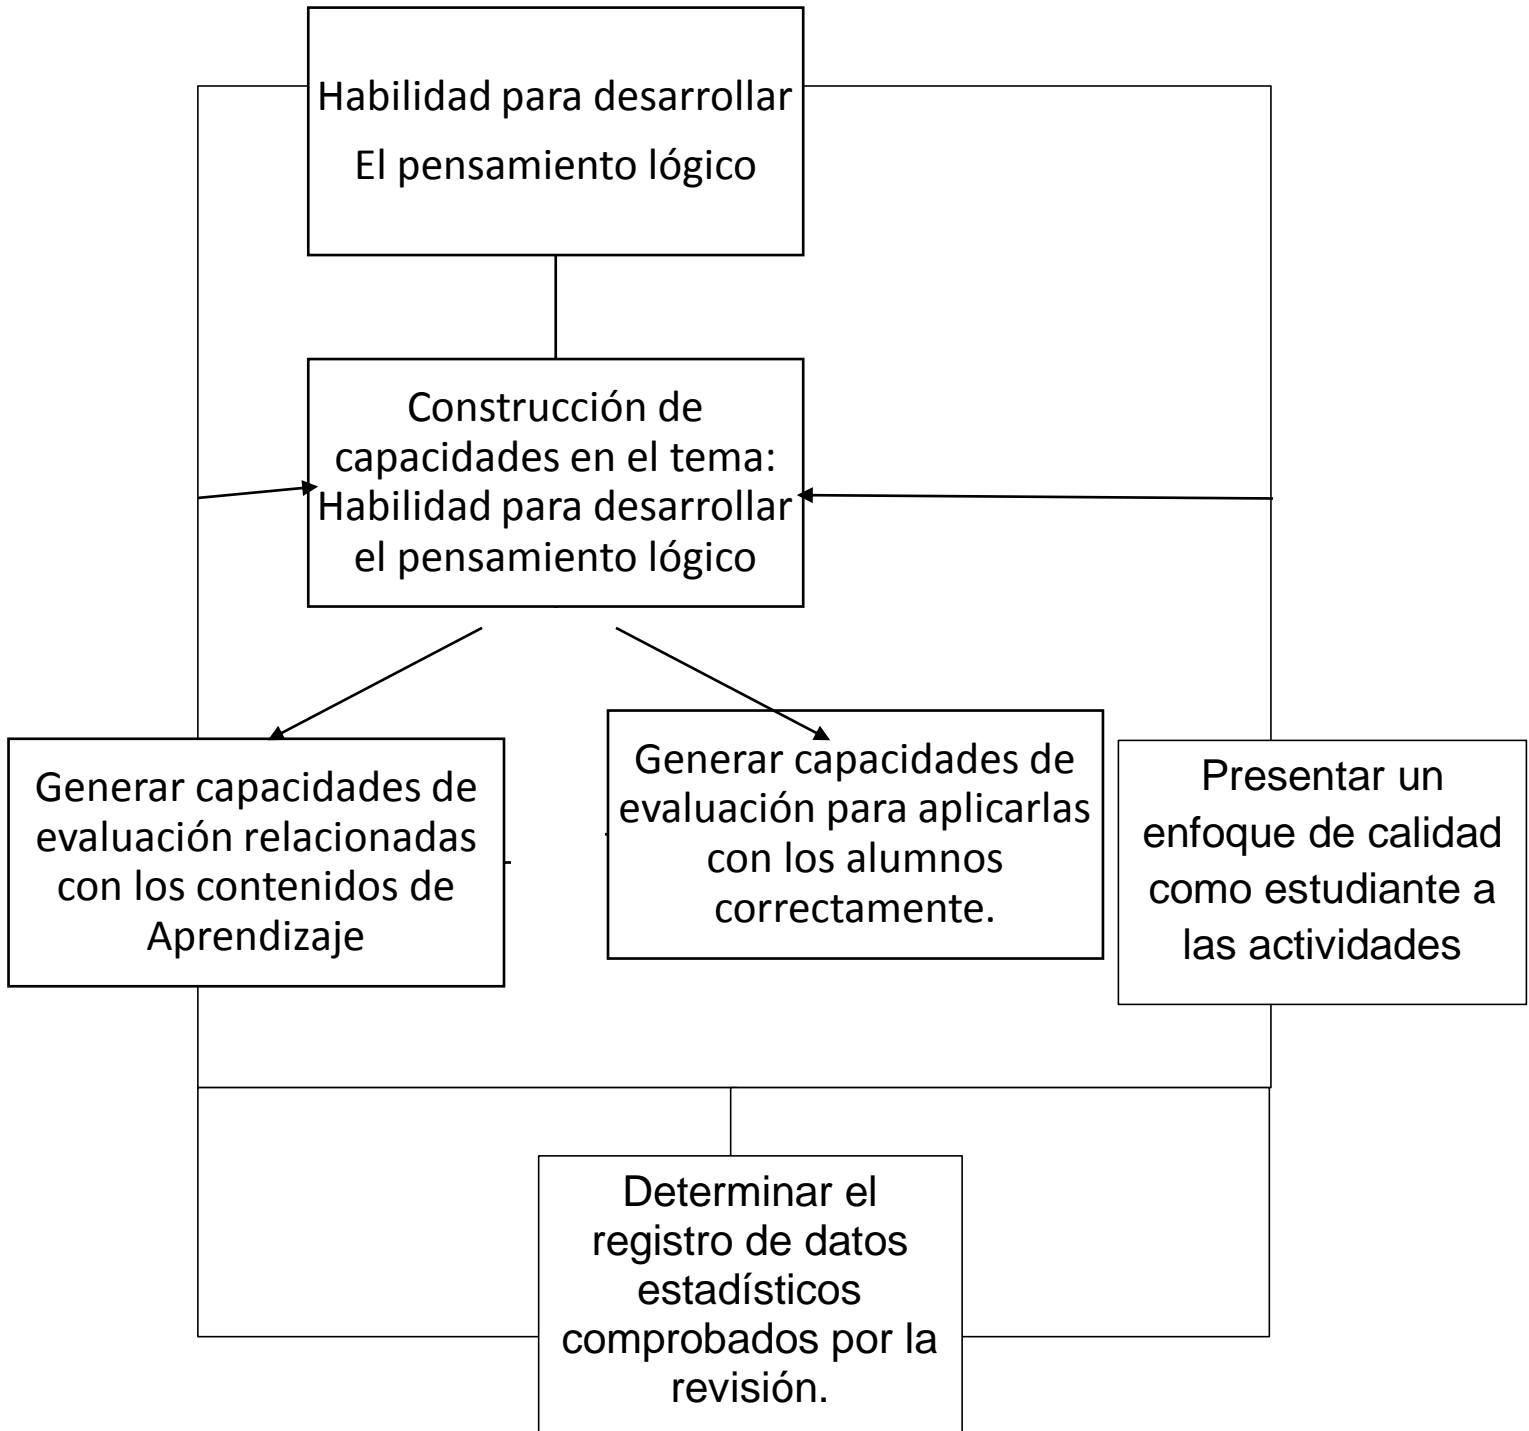 Habilidad para desarrollar
El pensamiento lógico
Construcción de
capacidades en el tema:
Habilidad para desarrollar
el pensamiento lógico
Generar capacidades de
evaluación relacionadas
con los contenidos de
Aprendizaje
Generar capacidades de
evaluación para aplicarlas
con los alumnos
correctamente.
Presentar un
enfoque de calidad
como estudiante a
las actividades
Determinar el
registro de datos
estadísticos
comprobados por la
revisión.